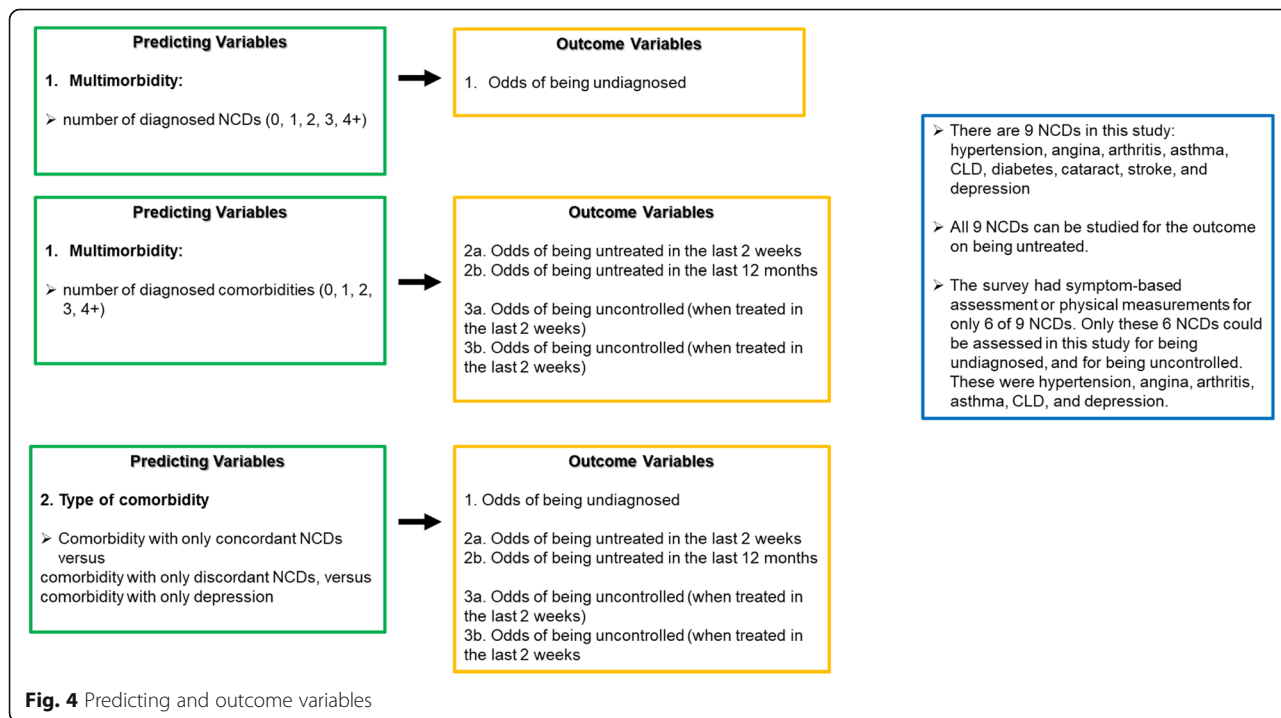 Predicting Variables
1. Multimorbidity:
➢ number of diagnosed NCDs (0, 1, 2, 3, 4+)
Outcome Variables
1. Odds of being undiagnosed
Predicting Variables
1. Multimorbidity:
➢ number of diagnosed comorbidities (0, 1, 2,
3, 4+)
Outcome Variables
2a. Odds of being untreated in the last 2 weeks
2b. Odds of being untreated in the last 12 months
3a. Odds of being uncontrolled (when treated in
the last 2 weeks)
3b. Odds of being uncontrolled (when treated in
the last 2 weeks)
Predicting Variables
2. Type of comorbidity
➢ Comorbidity with only concordant NCDs
versus
comorbidity with only discordant NCDs, versus
comorbidity with only depression
Outcome Variables
1. Odds of being undiagnosed
2a. Odds of being untreated in the last 2 weeks
2b. Odds of being untreated in the last 12 months
3a. Odds of being uncontrolled (when treated in
the last 2 weeks)
3b. Odds of being uncontrolled (when treated in
the last 2 weeks
➢ There are 9 NCDs in this study:
hypertension, angina, arthritis, asthma,
CLD, diabetes, cataract, stroke, and
depression
➢ All 9 NCDs can be studied for the outcome
on being untreated.
➢ The survey had symptom-based
assessment or physical measurements for
only 6 of 9 NCDs. Only these 6 NCDs could
be assessed in this study for being
undiagnosed, and for being uncontrolled.
These were hypertension, angina, arthritis,
asthma, CLD, and depression.
Fig. 4 Predicting and outcome variables